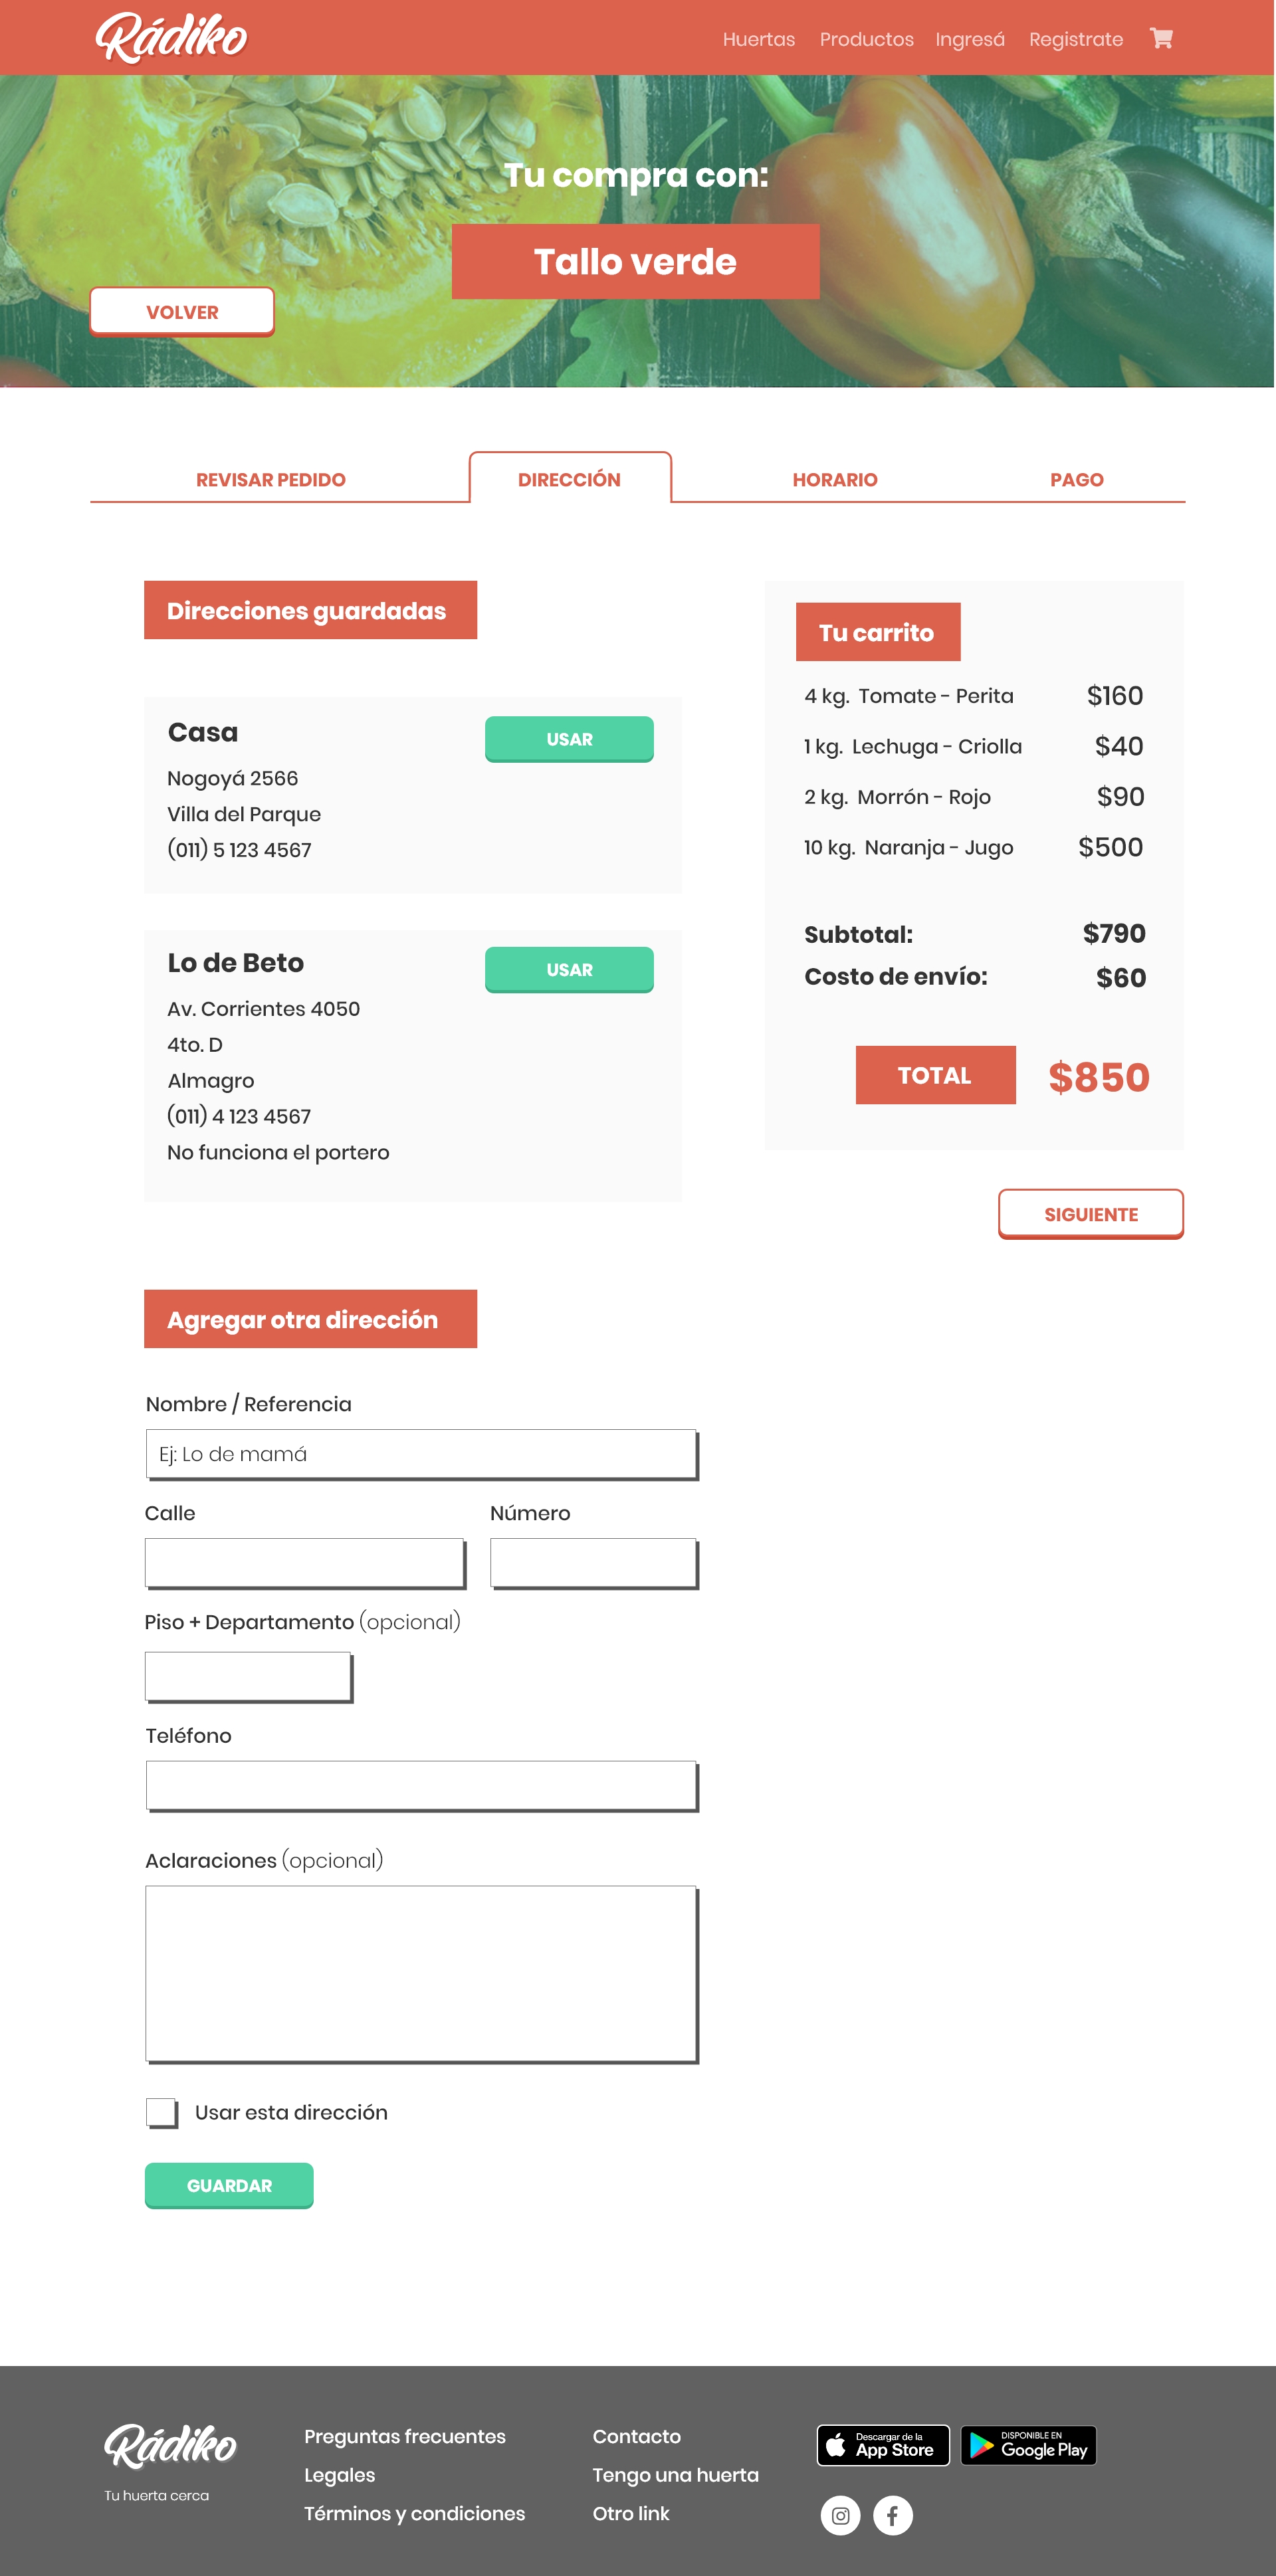 Rádiko
Huertas Productos Ingresá Registrate
Tu compra con:
Tallo verde
VOLVER
REVISAR PEDIDO DIRECCIÓN HORARIO PAGO
Direcciones guardadas
Casa
USAR
Nogoyá 2566
Villa del Parque
(011) 5 123 4567
Lo de Beto
USAR
Av. Corrientes 4050
4to. D
Almagro
(011) 4 123 4567
No funciona el portero
Tu carrito
4 kg. Tomate - Perita $160
1 kg. Lechuga - Criolla $40
2 kg. Morrón - Rojo $90
10 kg. Naranja - Jugo $500
Subtotal: $790
Costo de envío: $60
TOTAL $850
SIGUIENTE
Agregar otra dirección
Nombre / Referencia
Ej: Lo de mamá
Calle Número
Piso + Departamento (opcional)
Teléfono
Aclaraciones (opcional)
Usar esta dirección
GUARDAR
Rádiko
Tu huerta cerca
Preguntas frecuentes
Legales
Términos y condiciones
Contacto
Tengo una huerta
Otro link
Descargar de la
App Store
DISPONIBLE EN
Google Play